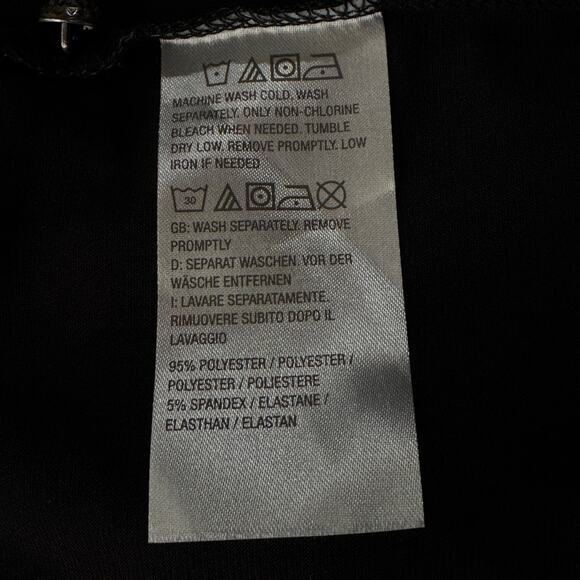 MACHINE WASH COLD. WASH
SEPARATELY. ONLY NON-CHLORINE
BLEACH WHEN NEEDED. TUMBLE
DRY LOW. REMOVE PROMPTLY. LOW
IRON IF NEEDED
30
GB: WASH SEPARATELY. REMOVE
PROMPTLY
D: SEPARAT WASCHEN. VOR DER
WÄSCHE ENTFERNEN
I: LAVARE SEPARATAMENTE.
RIMUOVERE SUBITO DOPO IL
LAVAGGIO
95% POLYESTER / POLYESTER /
POLYESTER / POLIESTERE
5% SPANDEX / ELASTANE /
ELASTHAN / ELASTAN